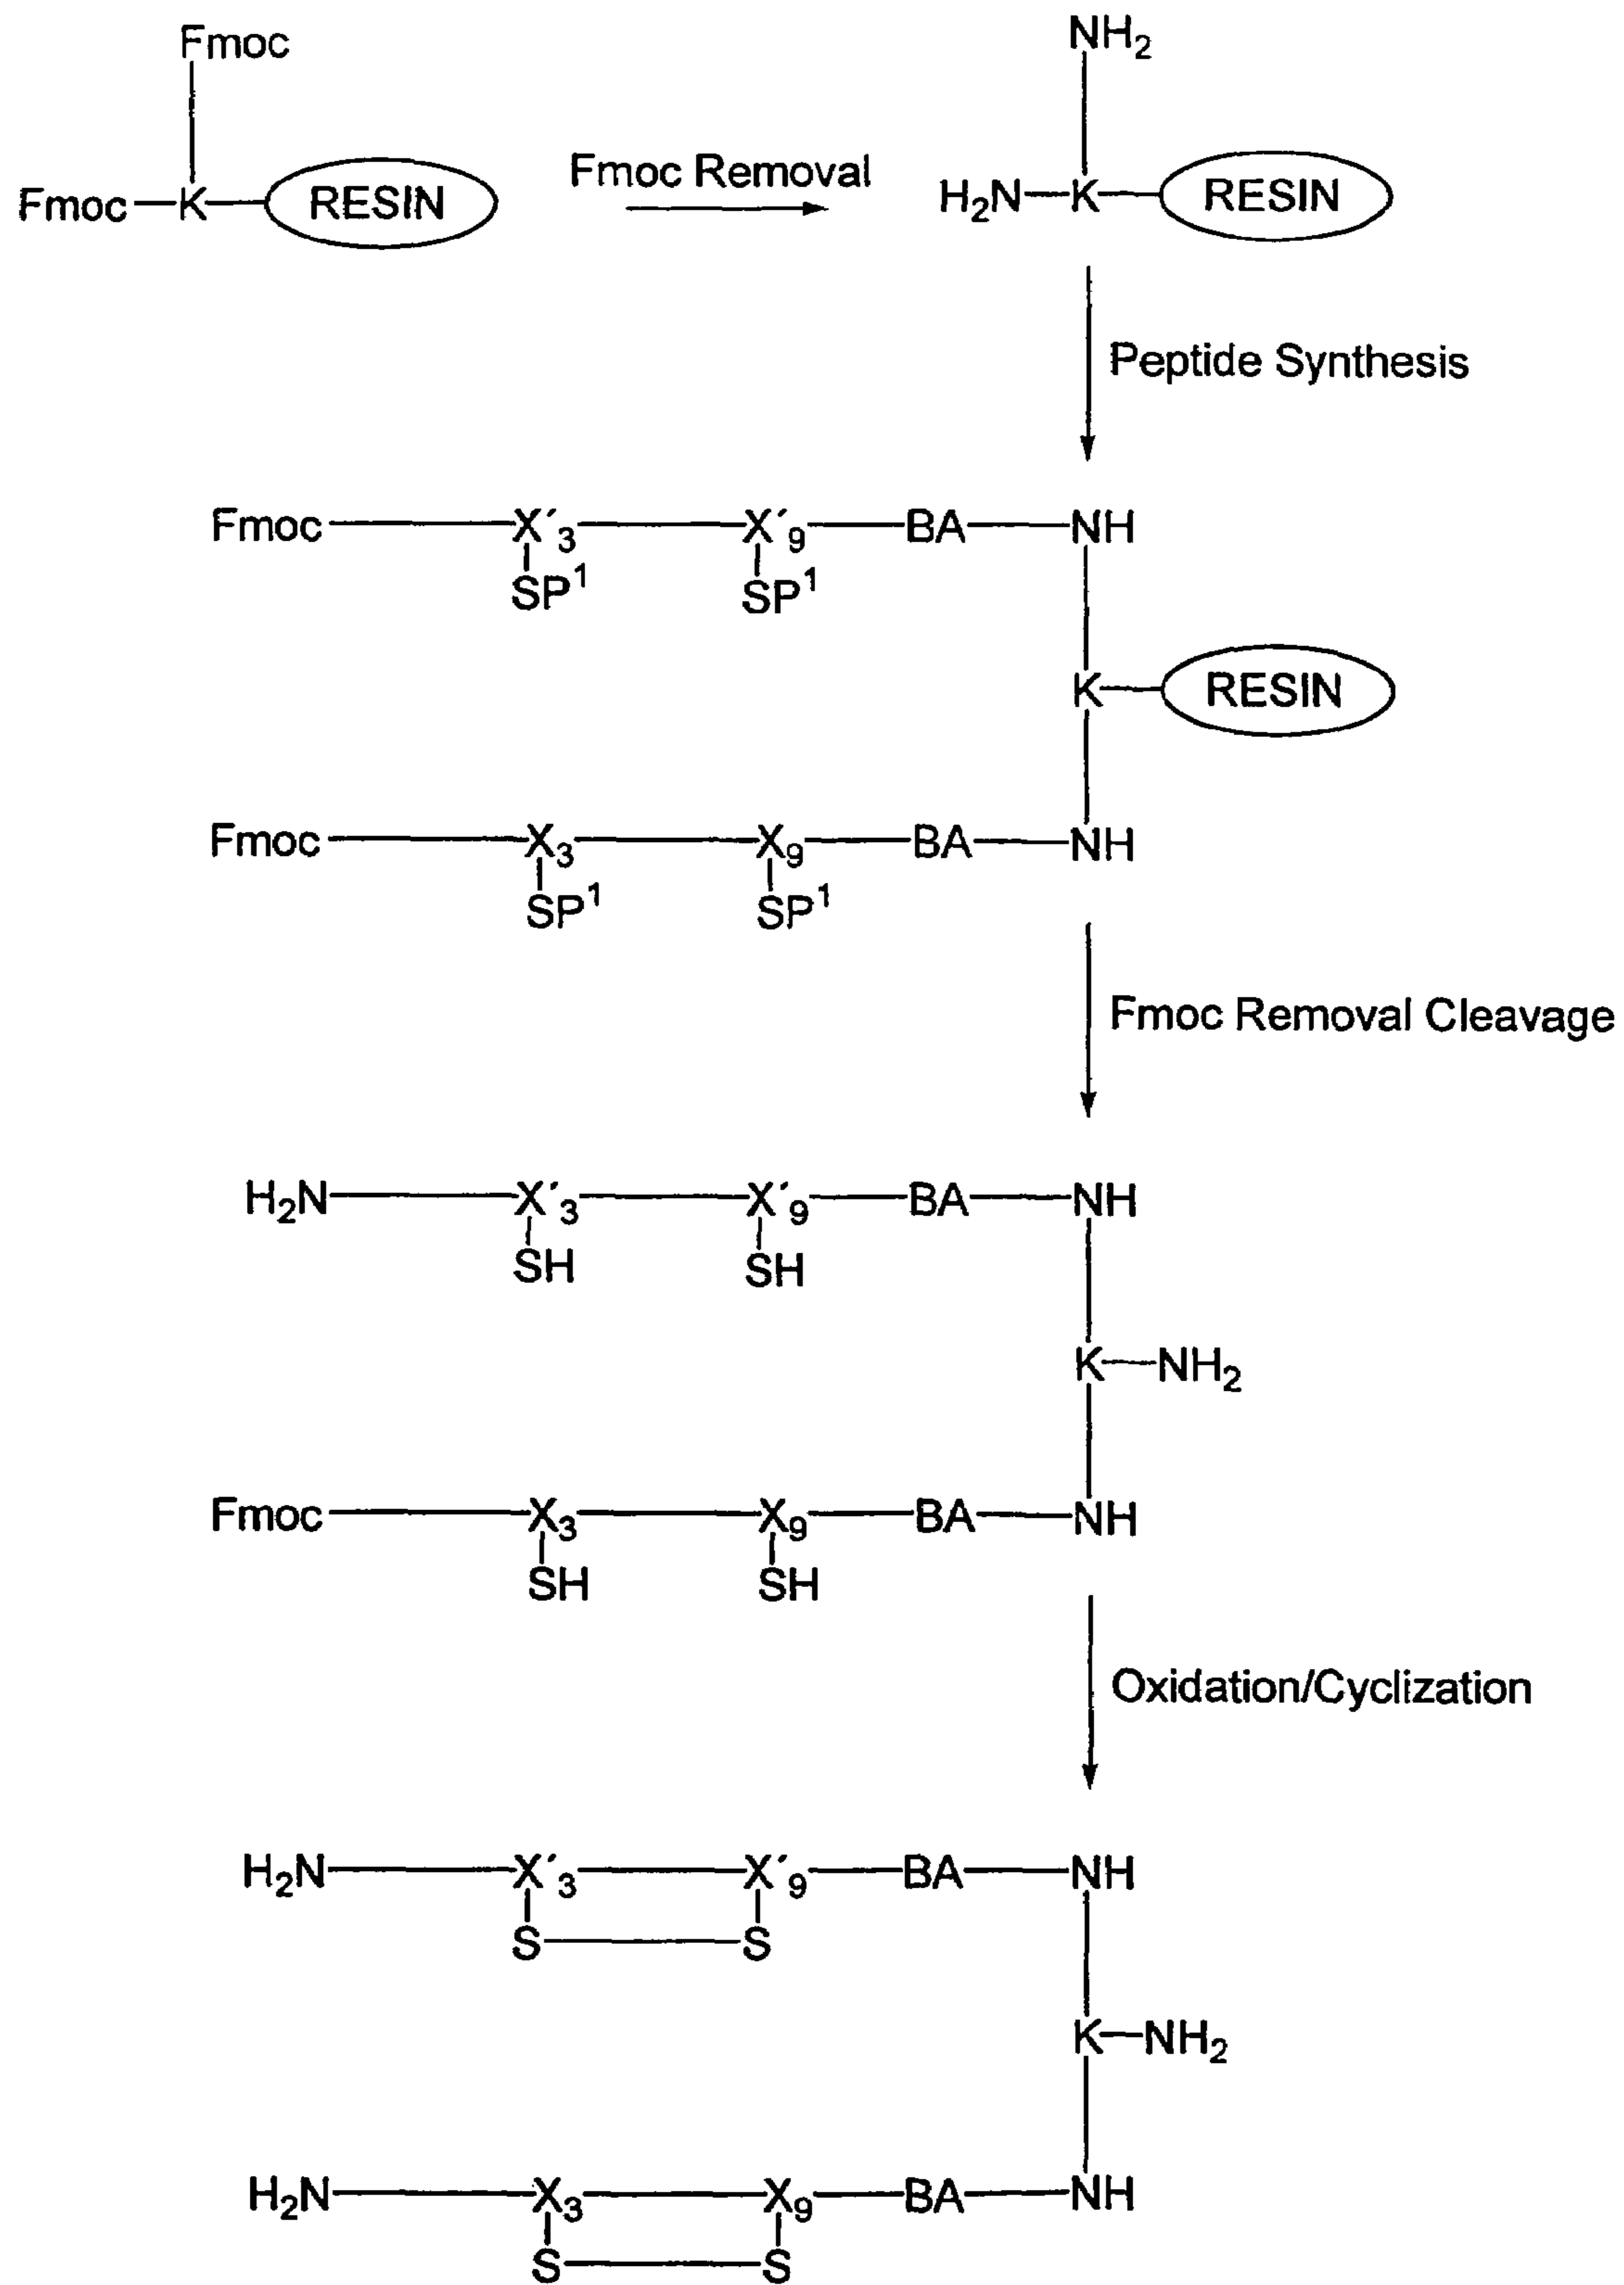 Fmoc NH₂
Fmoc—K—RESIN Fmoc Removal H₂N—K—RESIN
Peptide Synthesis
Fmoc—X′₃—X′₉—BA—NH
SP¹ SP¹
K—RESIN
Fmoc—X₃—X₉—BA—NH
SP¹ SP¹
Fmoc Removal Cleavage
H₂N—X′₃—X′₉—BA—NH
SH SH
K—NH₂
Fmoc—X₃—X₉—BA—NH
SH SH
Oxidation/Cyclization
H₂N—X′₃—X′₉—BA—NH
S—S
K—NH₂
H₂N—X₃—X₉—BA—NH
S—S